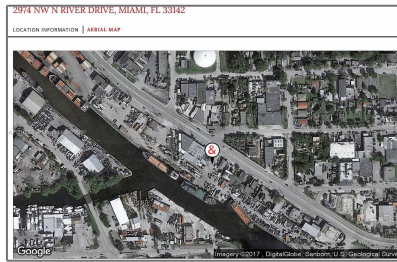 2974 NW N RIVER DRIVE, MIAMI, FL 33142
LOCATION INFORMATION | AERIAL MAP
&
Google
Imagery ©2017 , DigitalGlobe, Sanborn, U.S. Geological Surve